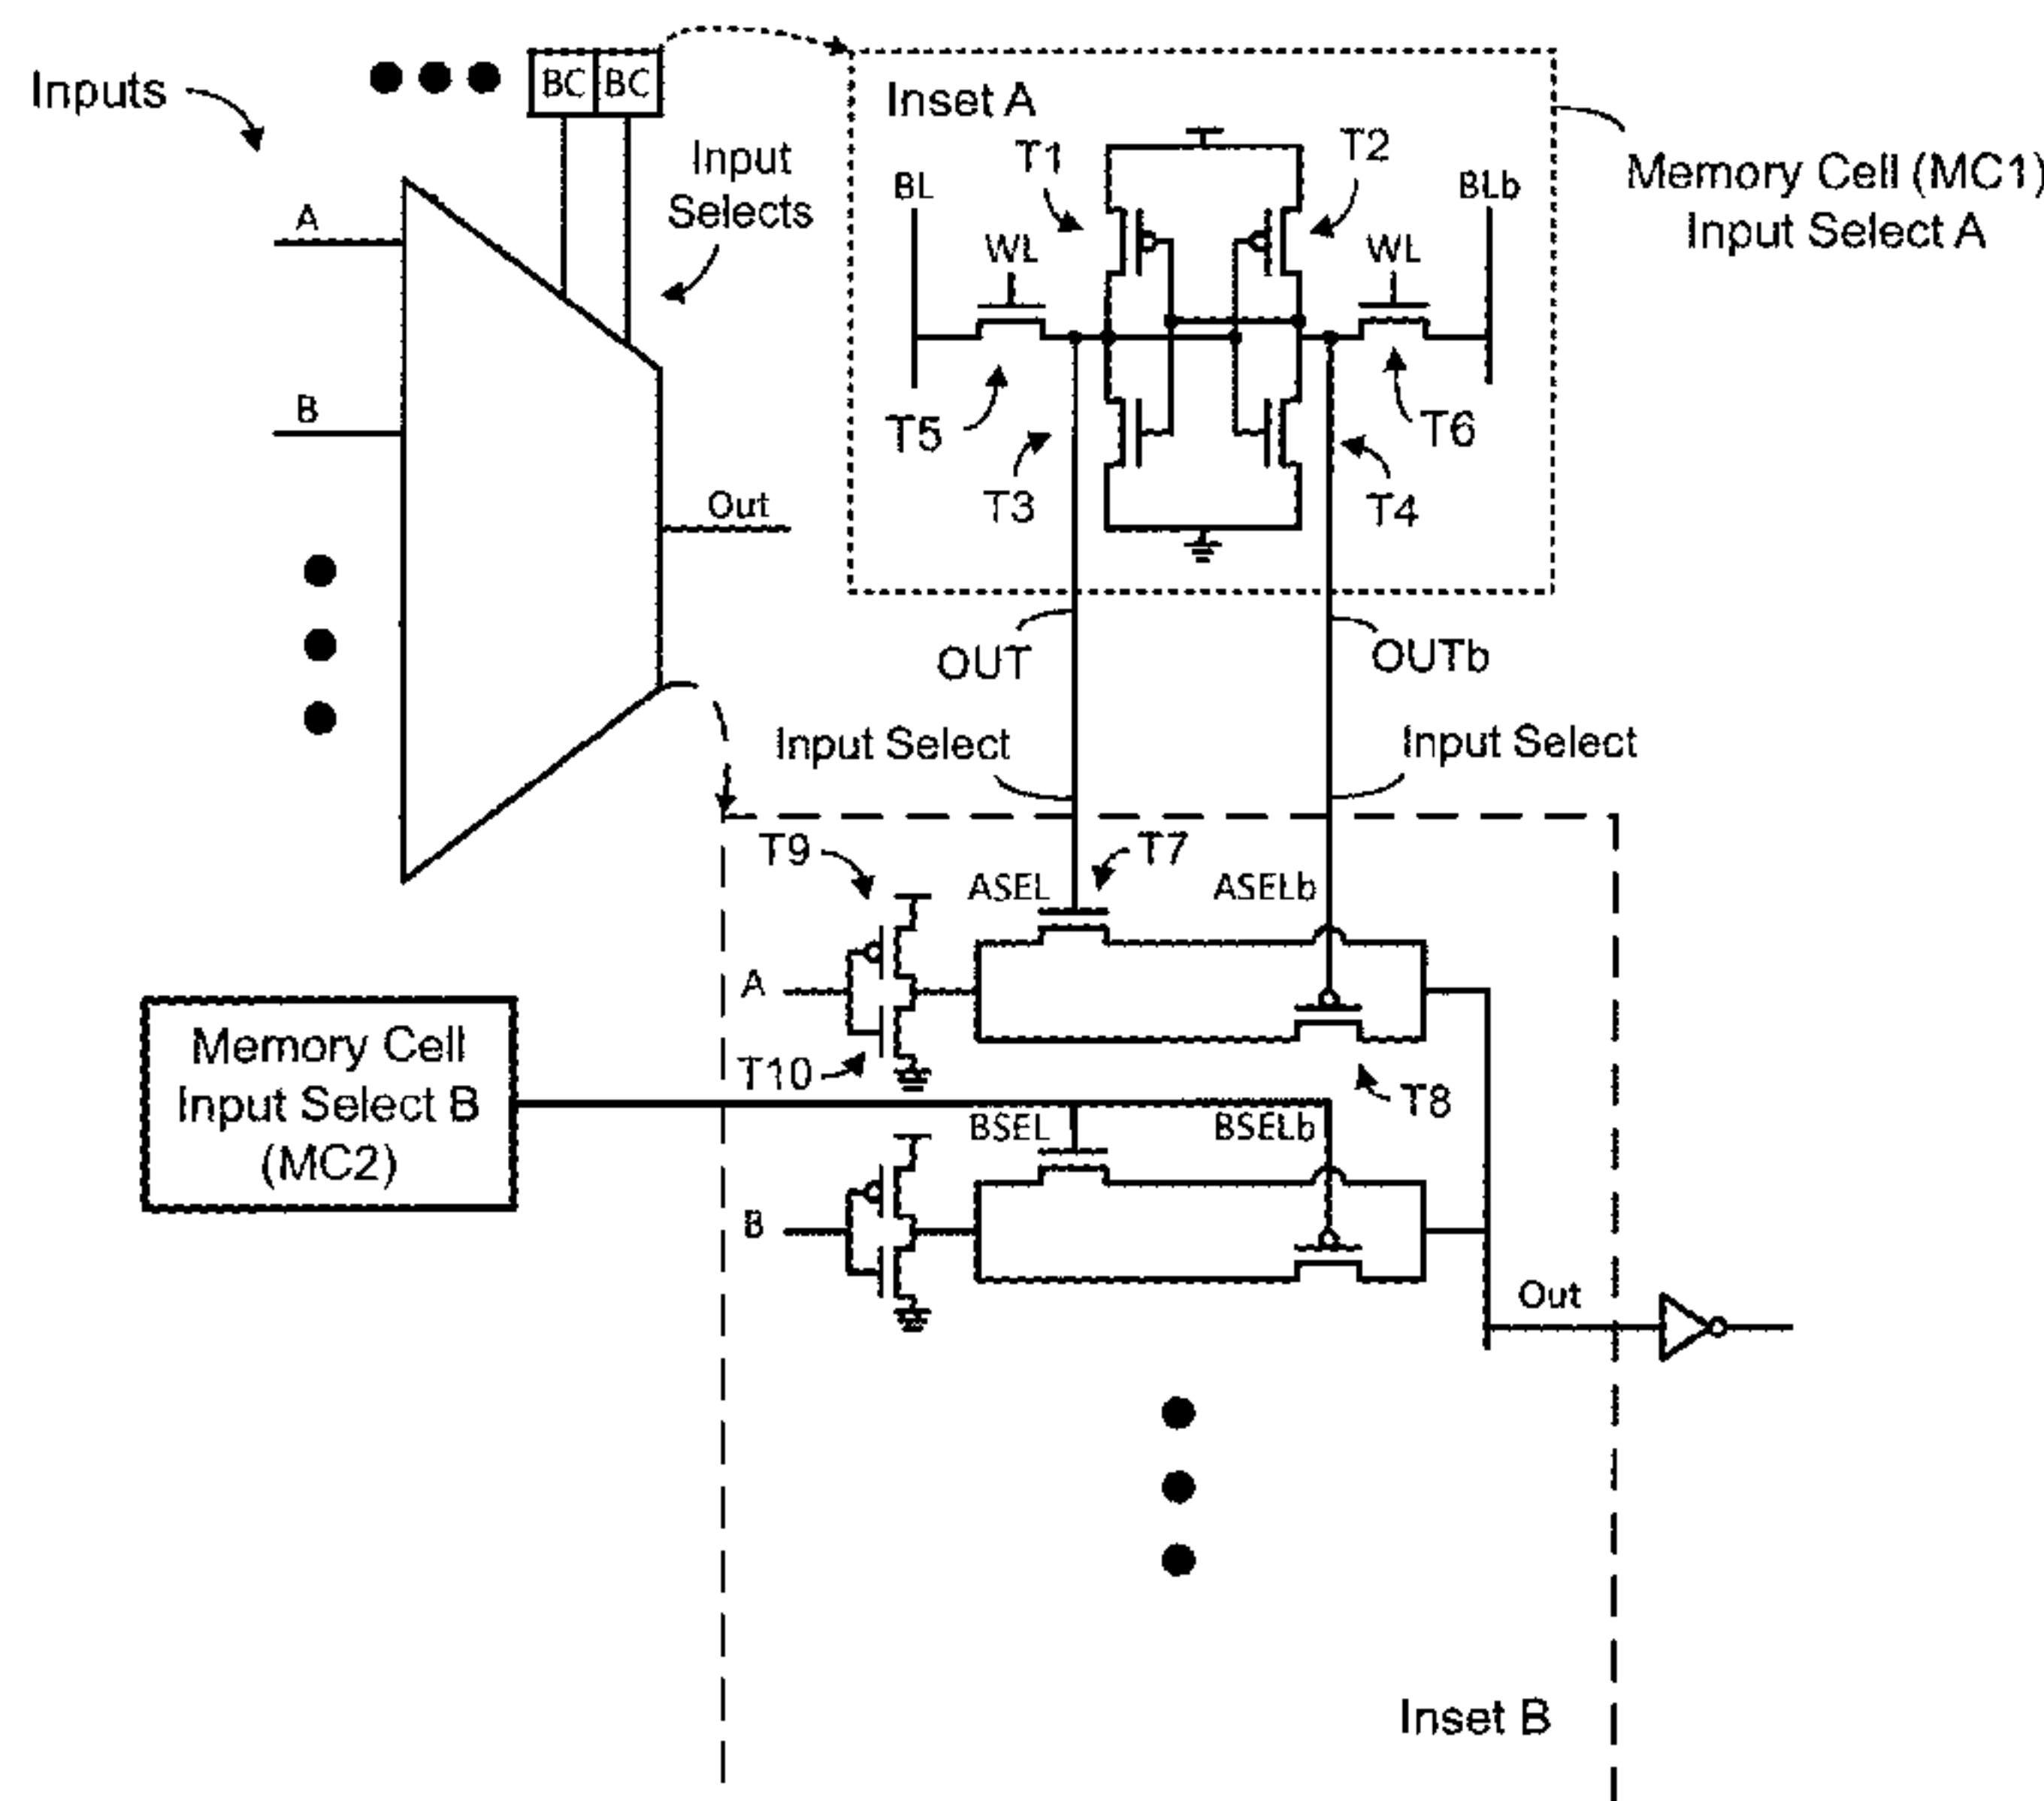 Inputs
BC BC
Input
Selects
A
B
Out
Inset A
T1
T2
BL
BLb
WL
WL
T5
T6
T3
T4
Memory Cell (MC1)
Input Select A
OUT
OUTb
Input Select
Input Select
T9
T7
ASEL
ASELb
A
T10
T8
Memory Cell
Input Select B
(MC2)
BSEL
BSELb
B
Out
Inset B